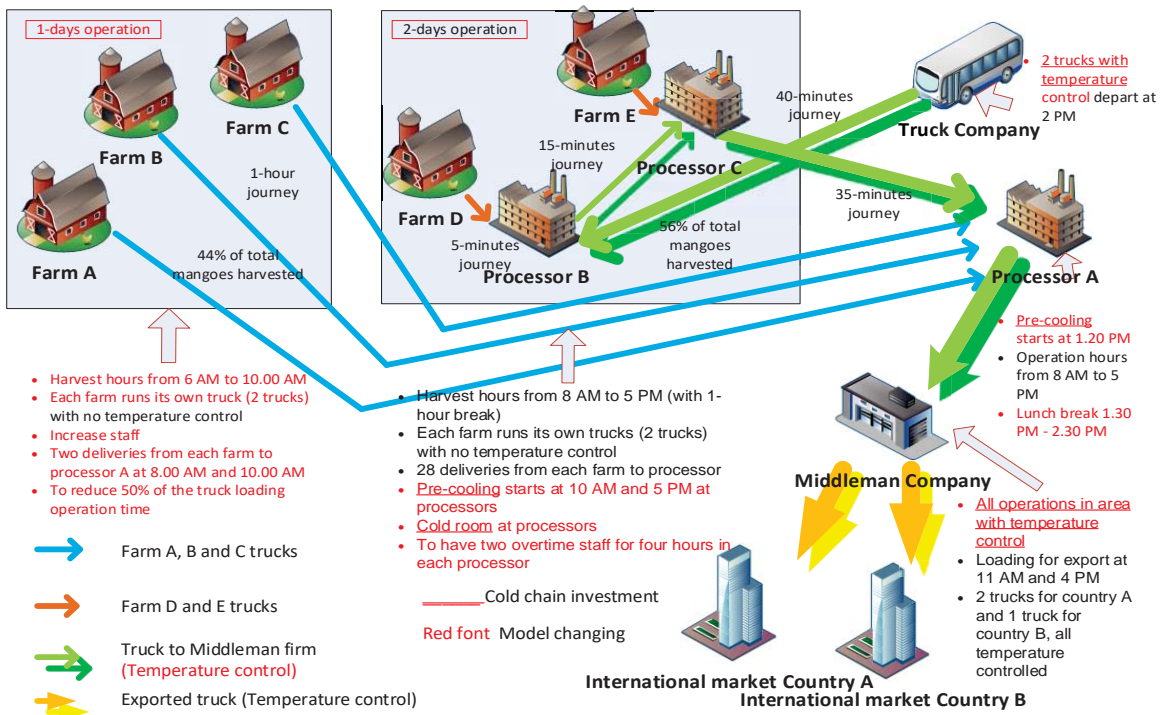 1-days operation
Farm C
Farm B
Farm A
1-hour
journey
44% of total
mangoes harvested
2-days operation
Farm E
Farm D
15-minutes
journey
Processor C
5-minutes
journey
Processor B
56% of total
mangoes
harvested
40-minutes
journey
Truck Company
• 2 trucks with
temperature
control depart at
2 PM
35-minutes
journey
Processor A
• Pre-cooling
starts at 1.20 PM
• Operation hours
from 8 AM to 5
PM
• Lunch break 1.30
PM - 2.30 PM
• Harvest hours from 6 AM to 10.00 AM
• Each farm runs its own truck (2 trucks)
with no temperature control
• Increase staff
• Two deliveries from each farm to
processor A at 8.00 AM and 10.00 AM
• To reduce 50% of the truck loading
operation time
• Harvest hours from 8 AM to 5 PM (with 1-
hour break)
• Each farm runs its own trucks (2 trucks)
with no temperature control
• 28 deliveries from each farm to processor
• Pre-cooling starts at 10 AM and 5 PM at
processors
• Cold room at processors
• To have two overtime staff for four hours in
each processor
Middleman Company
• All operations in area
with temperature
control
• Loading for export at
11 AM and 4 PM
• 2 trucks for country A
and 1 truck for
country B, all
temperature
controlled
Farm A, B and C trucks
Farm D and E trucks
Truck to Middleman firm
(Temperature control)
Exported truck (Temperature control)
Cold chain investment
Red font Model changing
International market Country A
International market Country B